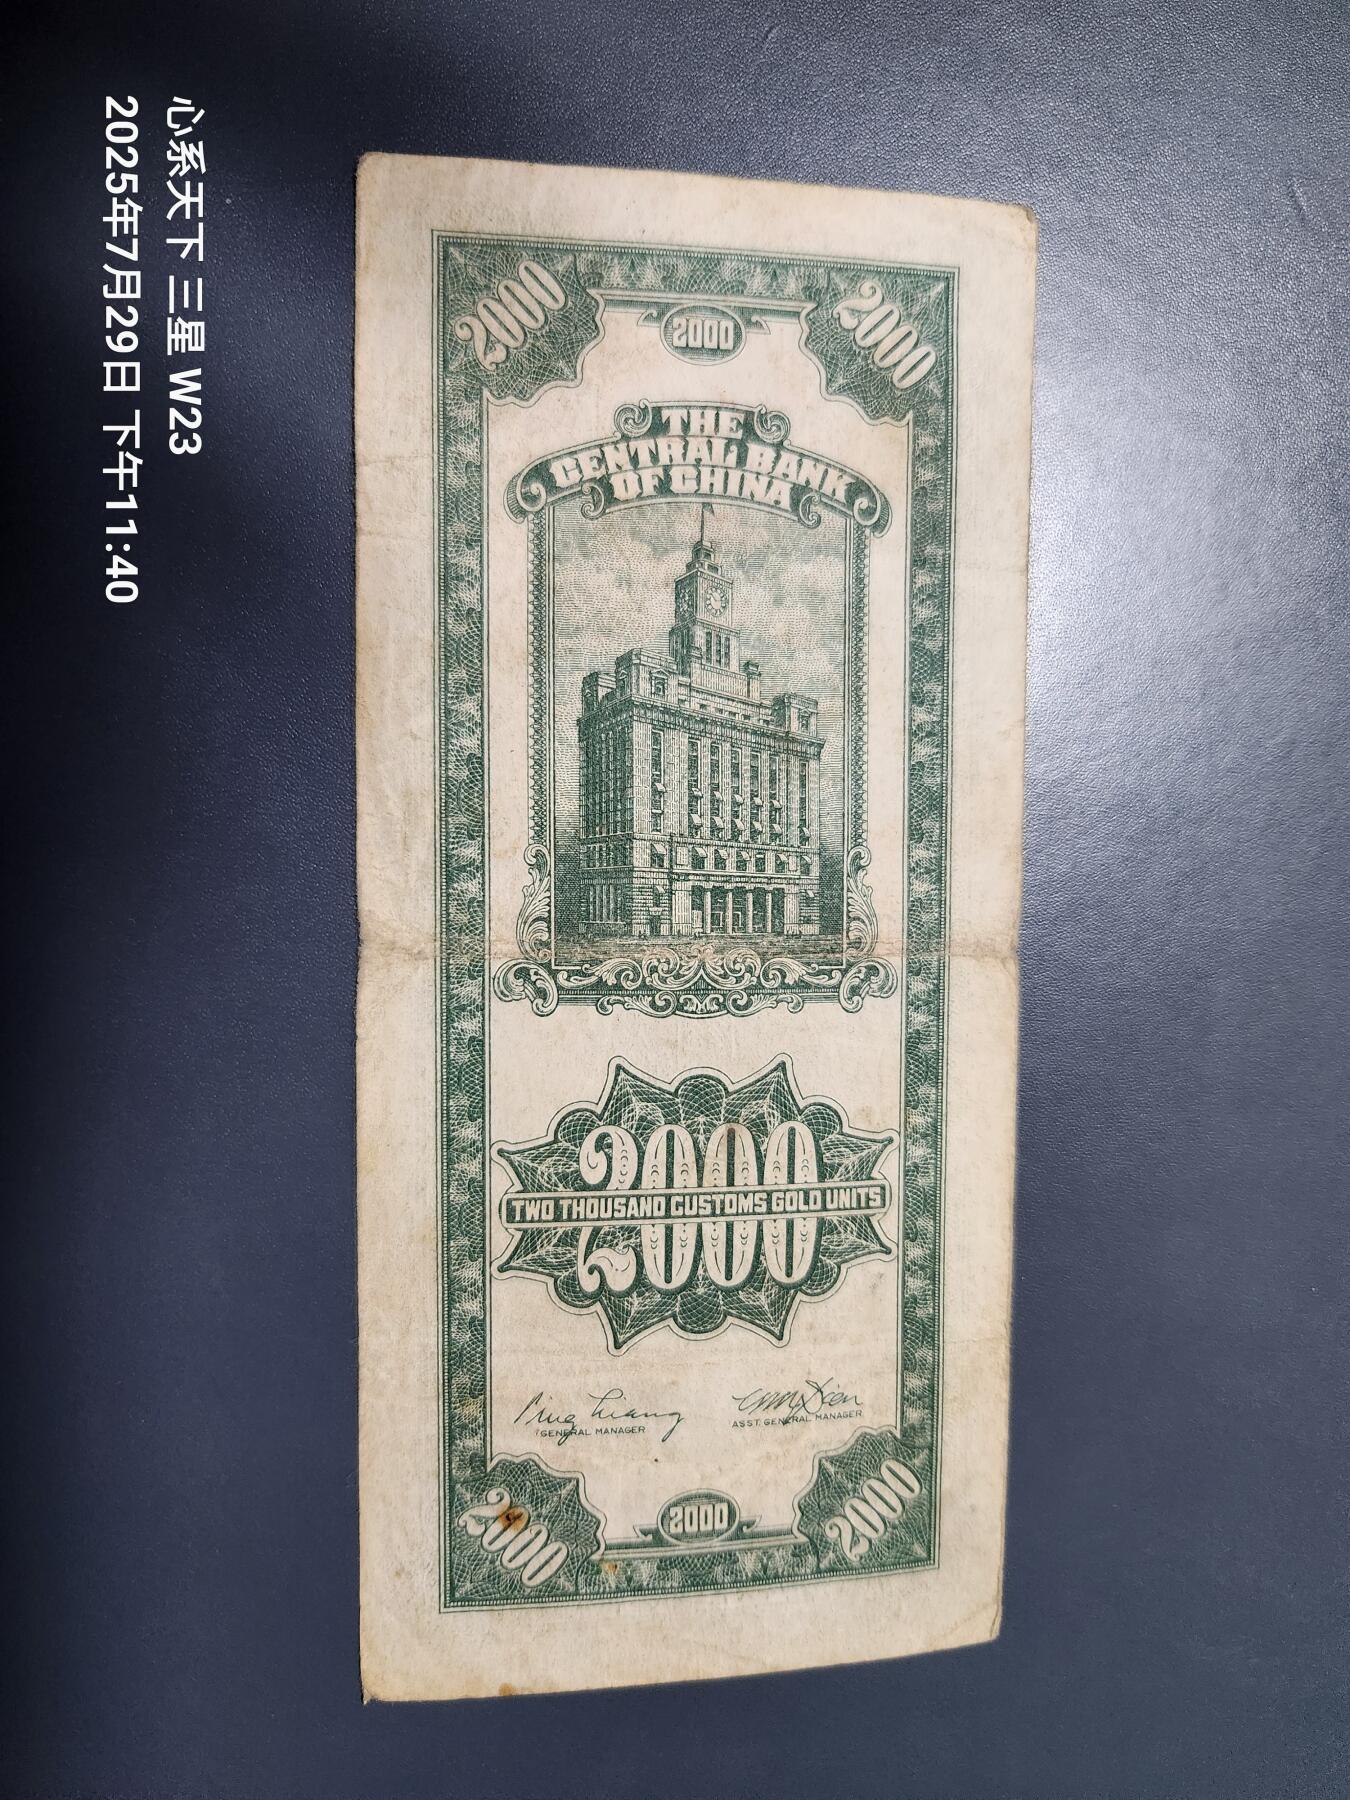 心系天下 三星 W23
2025年7月29日 下午11:40
2000
2000
2000
THE
CENTRAL BANK
OF CHINA
2000
TWO THOUSAND CUSTOMS GOLD UNITS
GENERAL MANAGER
ASST. GENERAL MANAGER
2000
2000
2000